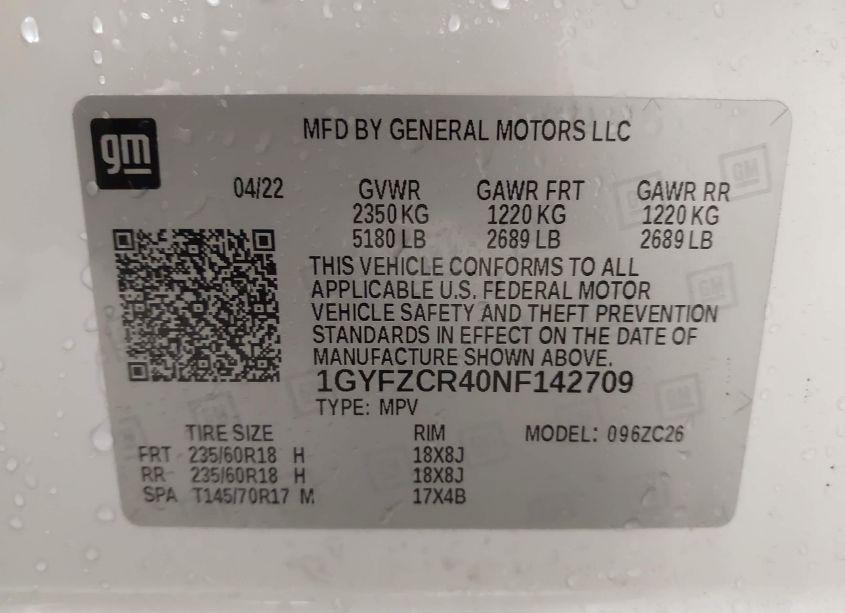 gm
MFD BY GENERAL MOTORS LLC
04/22 GVWR GAWR FRT GAWR RR
2350 KG 1220 KG 1220 KG
5180 LB 2689 LB 2689 LB
THIS VEHICLE CONFORMS TO ALL
APPLICABLE U.S. FEDERAL MOTOR
VEHICLE SAFETY AND THEFT PREVENTION
STANDARDS IN EFFECT ON THE DATE OF
MANUFACTURE SHOWN ABOVE.
1GYFZCR40NF142709
TYPE: MPV
TIRE SIZE RIM MODEL: 096ZC26
FRT 235/60R18 H 18X8J
RR 235/60R18 H 18X8J
SPA T145/70R17 M 17X4B